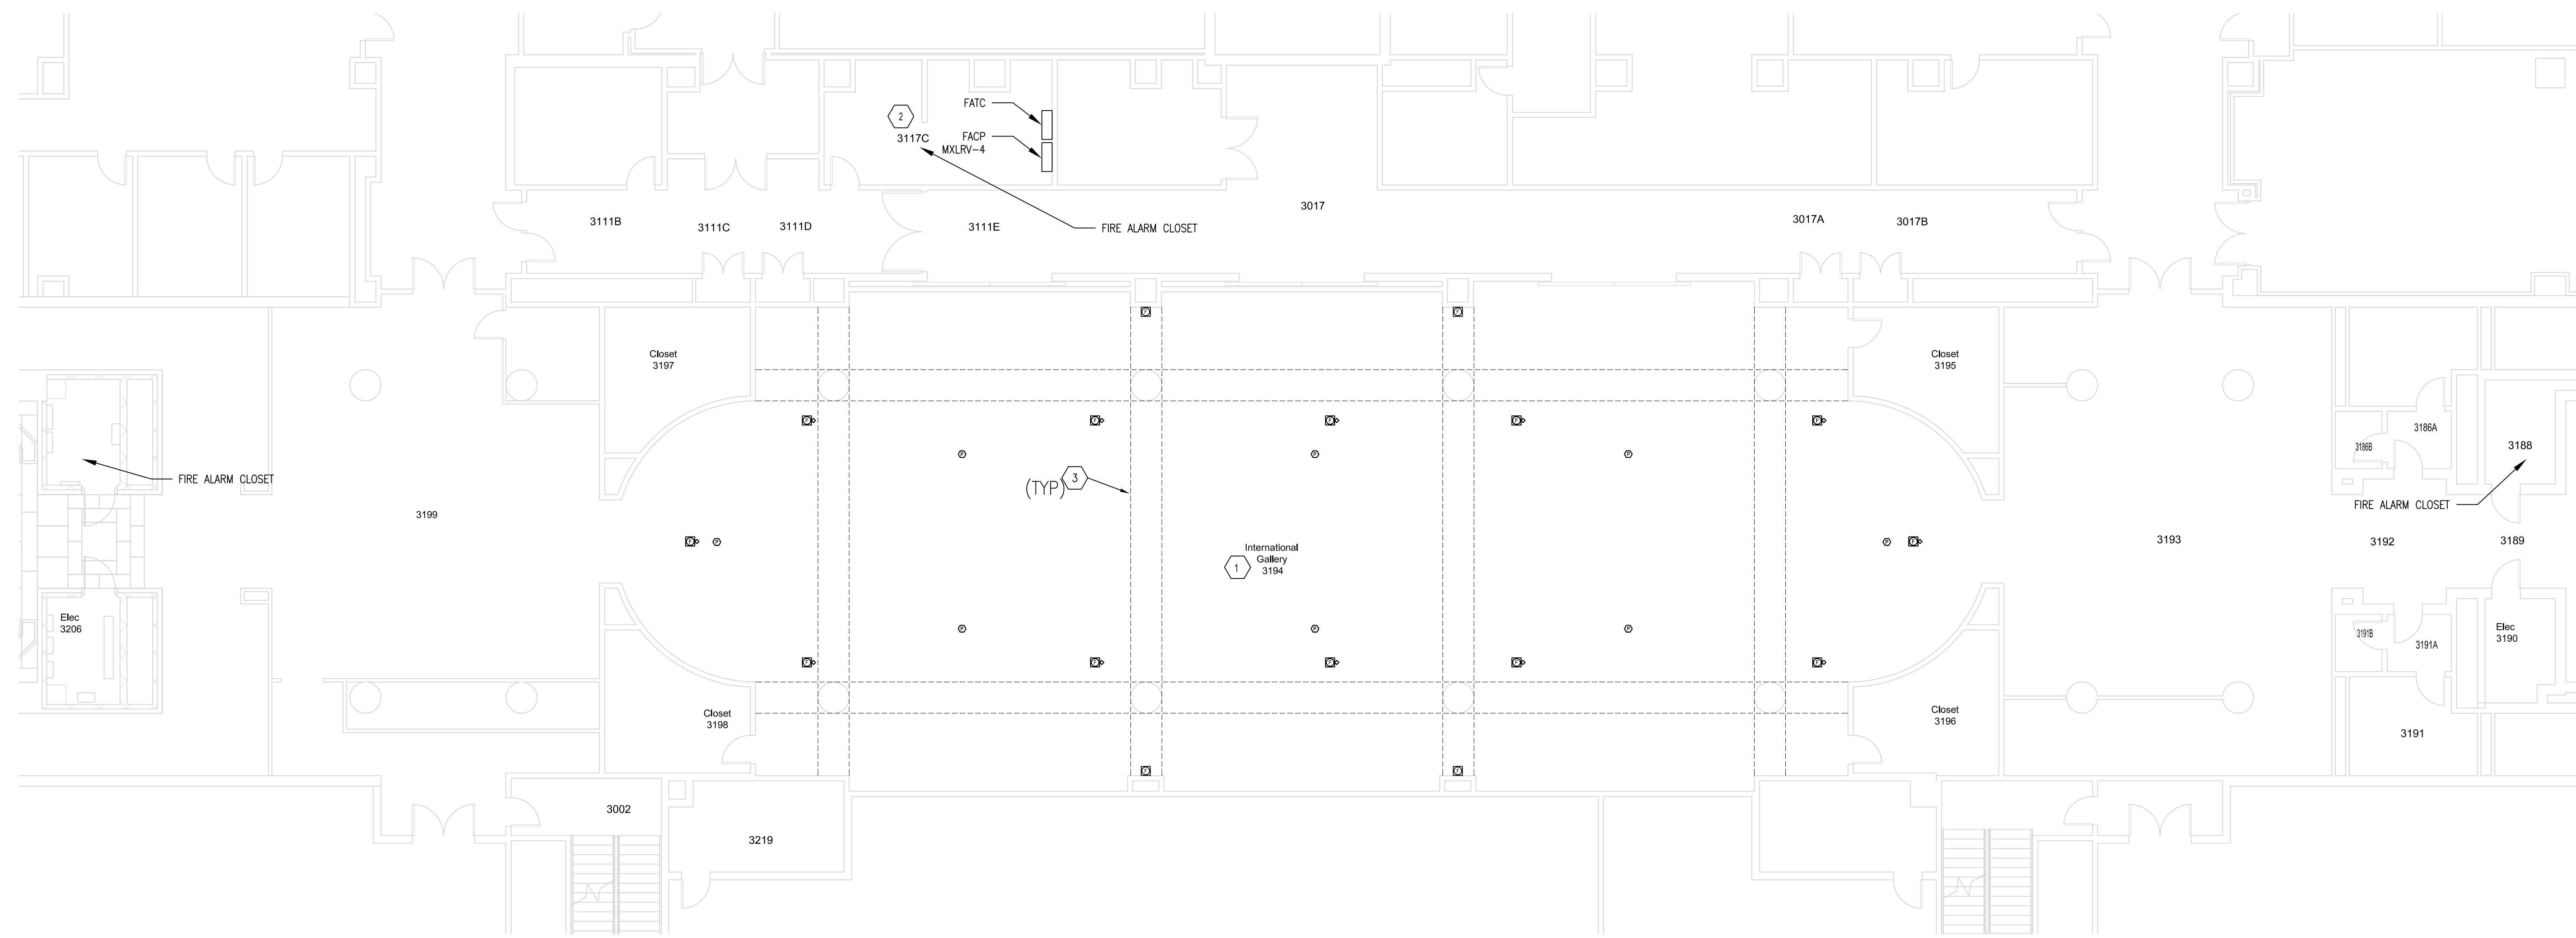 FATC
2
3117C
FACP
MXLRV-4
3111B
3111C
3111D
3111E
FIRE ALARM CLOSET
3017
3017A
3017B
F
F
Closet
3197
Closet
3195
F
F
F
F
F
P
P
P
3186B
3186A
3188
FIRE ALARM CLOSET
(TYP)
3
FIRE ALARM CLOSET
3199
F
P
International
Gallery
3194
1
P
F
3193
3192
3189
Elec
3206
P
P
P
3191B
3191A
Elec
3190
F
F
F
F
F
Closet
3198
Closet
3196
3191
F
F
3002
3219